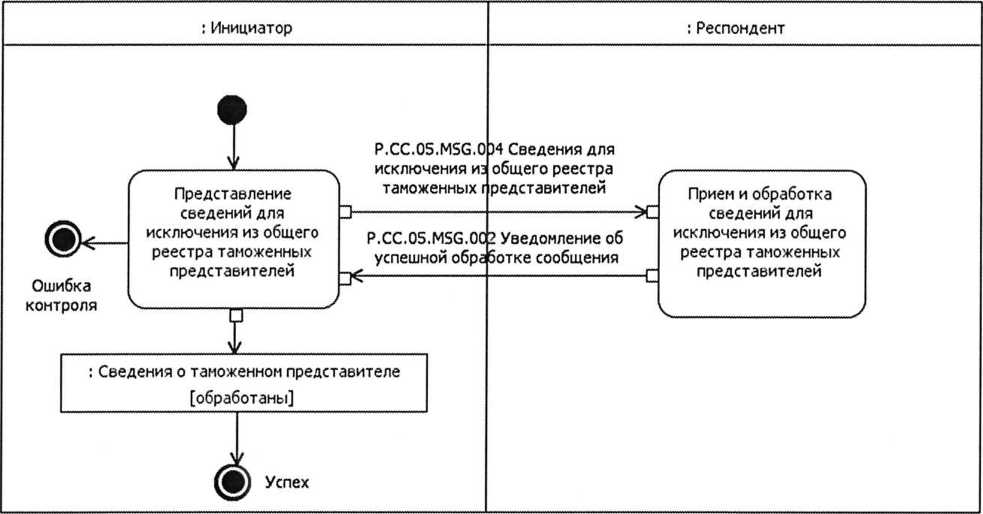 : Инициатор
: Респондент
P.CC.05.MSG.004 Сведения для
исключения из общего реестра
таможенных представителей
Представление
сведений для
исключения из общего
реестра таможенных
представителей
Прием и обработка
сведений для
исключения из общего
реестра таможенных
представителей
P.CC.05.MSG.002 Уведомление об
успешной обработке сообщения
Ошибка
контроля
: Сведения о таможенном представителе
[обработаны]
Успех